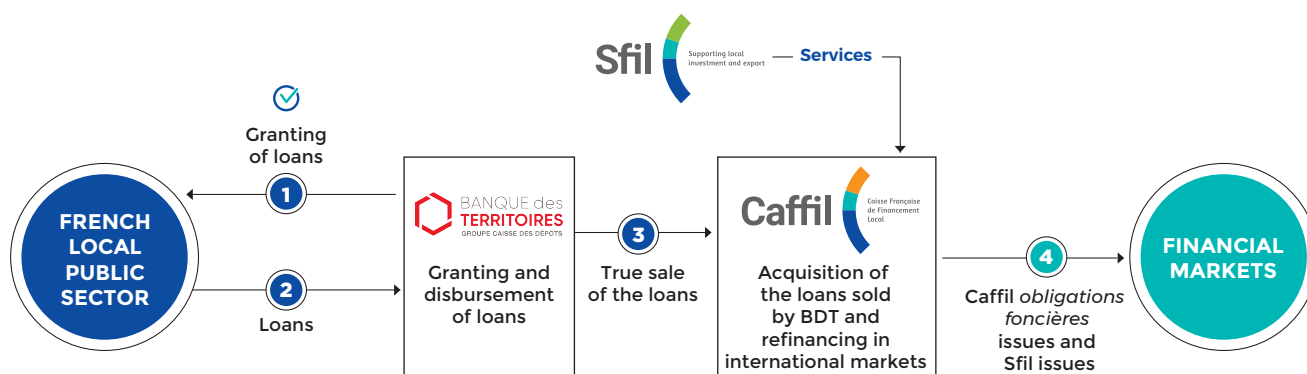 Sfil
Supporting local
investment and export
Services
Granting
of loans
1
FRENCH
LOCAL
PUBLIC
SECTOR
2
Loans
BANQUE des
TERRITOIRES
GROUPE CAISSE DES DÉPÔTS
Granting and
disbursement
of loans
3
True sale
of the loans
Caffil
Caisse Française
de Financement
Local
Acquisition of
the loans sold
by BDT and
refinancing in
international markets
4
Caffil obligations
foncières
issues and
Sfil issues
FINANCIAL
MARKETS